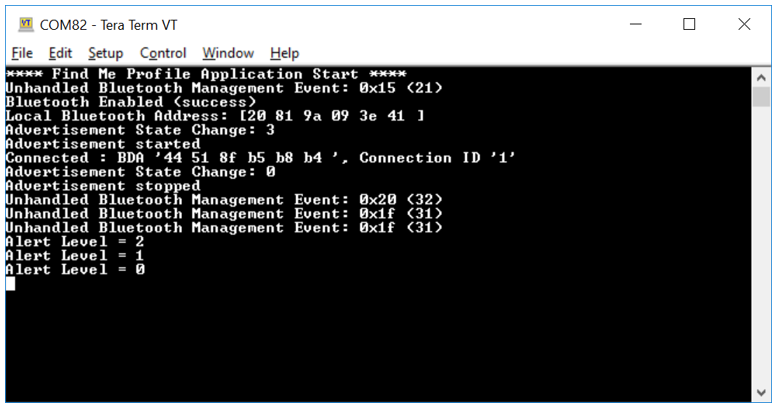 COM82 - Tera Term VT
File Edit Setup Control Window Help
**** Find Me Profile Application Start ****
Unhandled Bluetooth Management Event: 0x15 (21)
Bluetooth Enabled (success)
Local Bluetooth Address: [20 81 9a 09 3e 41 ]
Advertisement State Change: 3
Advertisement started
Connected : BDA '44 51 8f b5 b8 b4 ', Connection ID '1'
Advertisement State Change: 0
Advertisement stopped
Unhandled Bluetooth Management Event: 0x20 (32)
Unhandled Bluetooth Management Event: 0x1f (31)
Unhandled Bluetooth Management Event: 0x1f (31)
Alert Level = 2
Alert Level = 1
Alert Level = 0